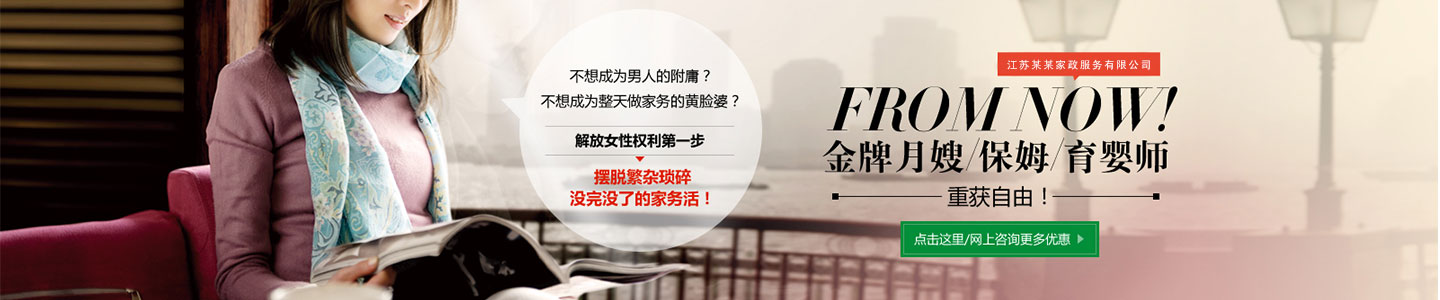 不想成为男人的附庸？
不想成为整天做家务的黄脸婆？
解放女性权利第一步
摆脱繁杂琐碎
没完没了的家务活！
江苏某某家政服务有限公司
FROM NOW!
金牌月嫂/保姆/育婴师
重获自由！
点击这里/网上咨询更多优惠